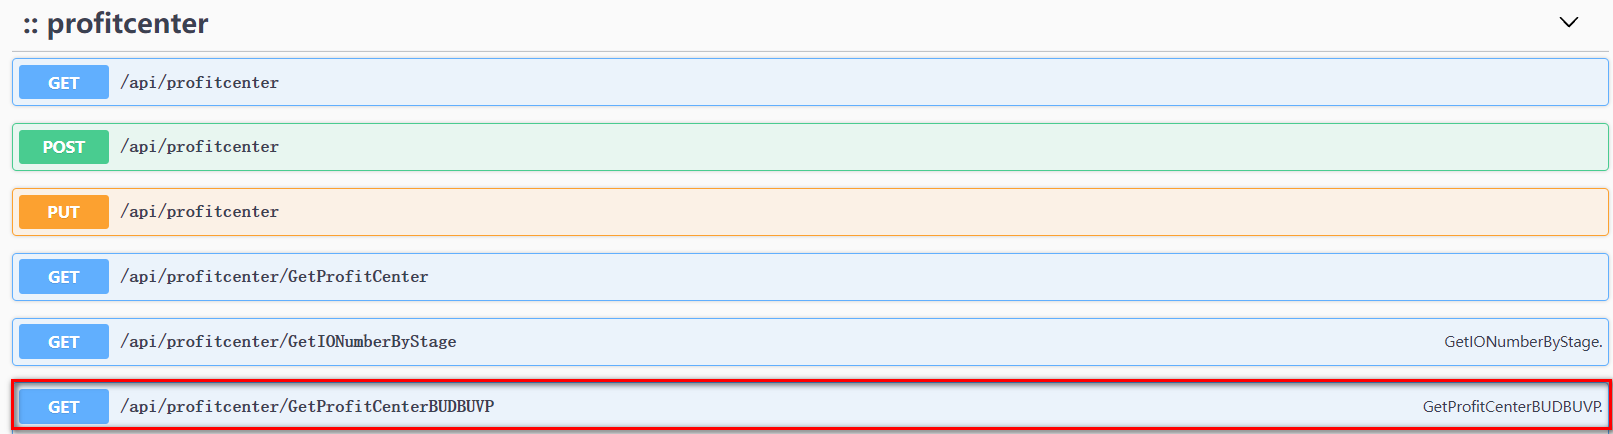 :: profitcenter
GET /api/profitcenter
POST /api/profitcenter
PUT /api/profitcenter
GET /api/profitcenter/GetProfitCenter
GET /api/profitcenter/GetIONumberByStage GetIONumberByStage.
GET /api/profitcenter/GetProfitCenterBUDBUVP GetProfitCenterBUDBUVP.